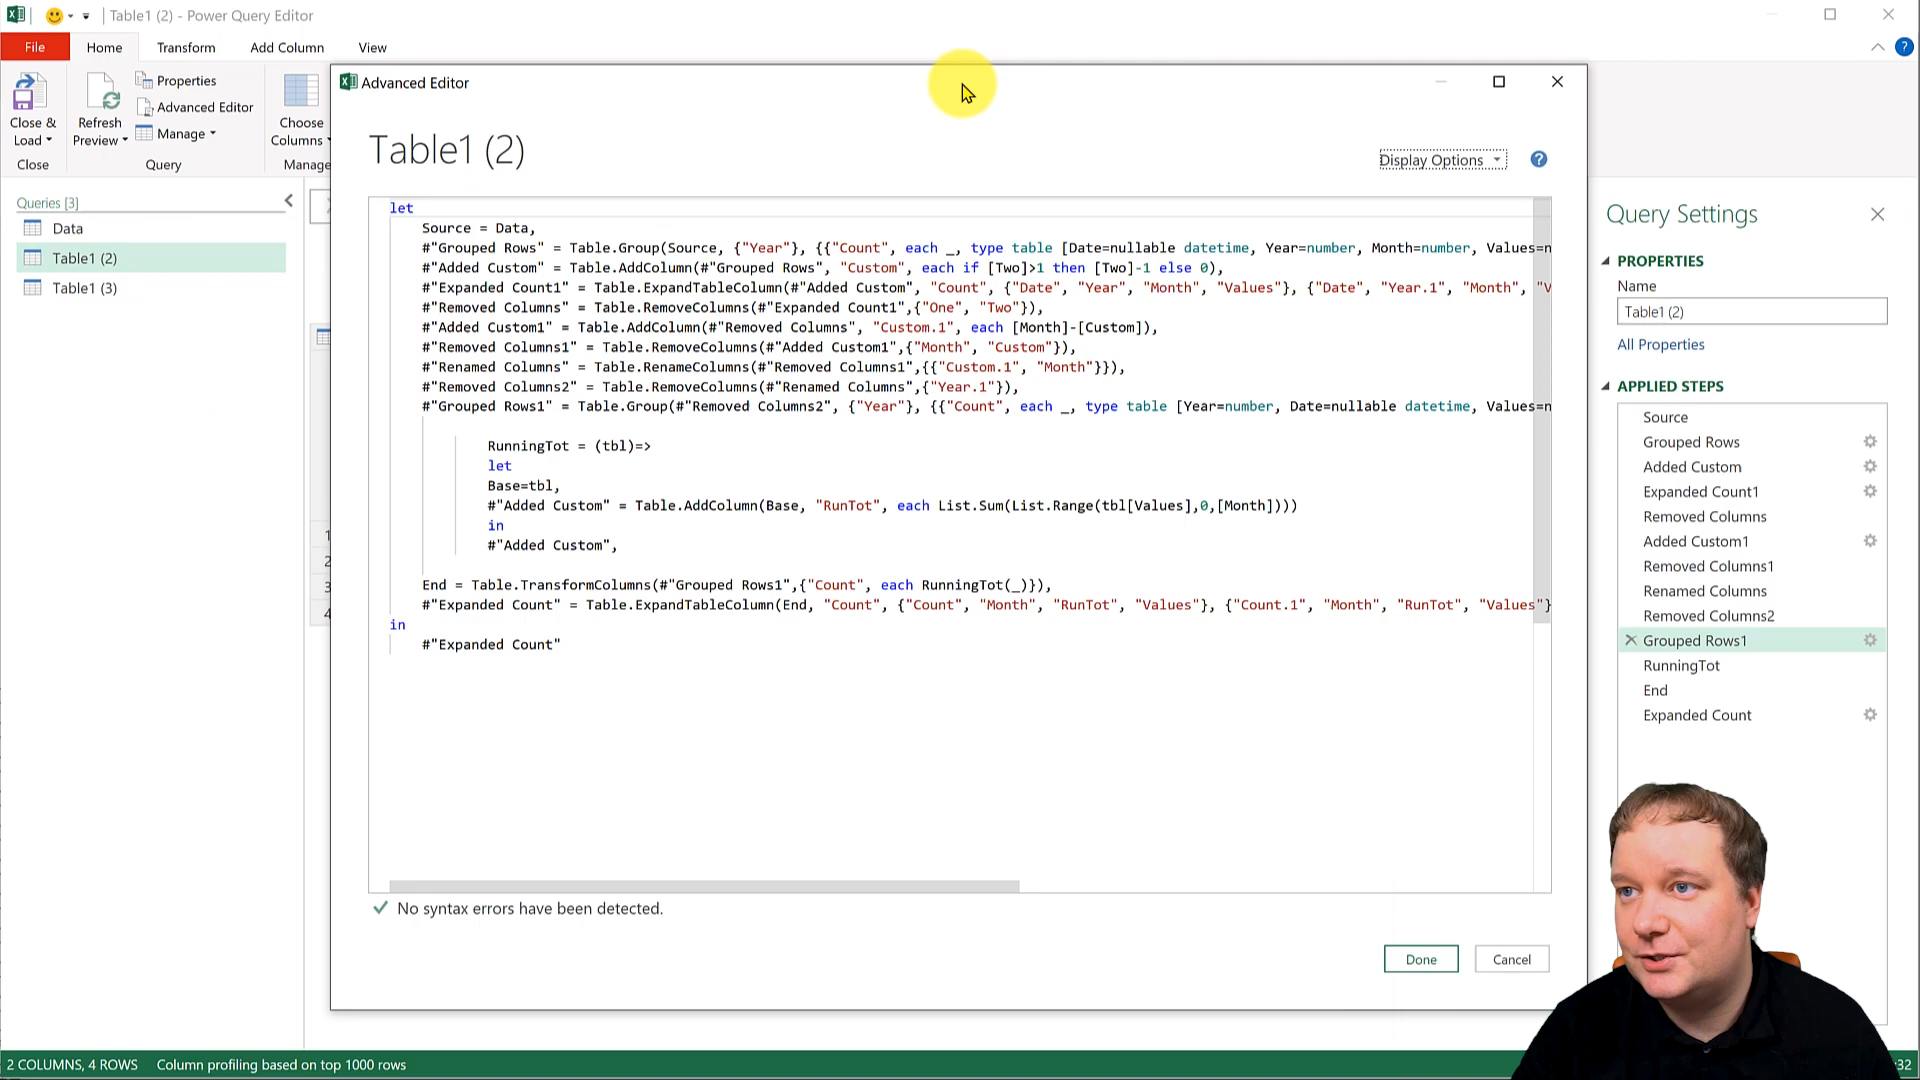 Table1 (2) - Power Query Editor
File Home Transform Add Column View
Close & Load
Refresh Preview
Properties
Advanced Editor
Manage
Choose Columns
Close
Query
Manage
Queries [3]
Data
Table1 (2)
Table1 (3)
1
2
3
4
Advanced Editor
Table1 (2)
Display Options
?
let
Source = Data,
#"Grouped Rows" = Table.Group(Source, {"Year"}, {{"Count", each _, type table [Date=nullable datetime, Year=number, Month=number, Values=n
#"Added Custom" = Table.AddColumn(#"Grouped Rows", "Custom", each if [Two]>1 then [Two]-1 else 0),
#"Expanded Count1" = Table.ExpandTableColumn(#"Added Custom", "Count", {"Date", "Year", "Month", "Values"}, {"Date", "Year.1", "Month", "V
#"Removed Columns" = Table.RemoveColumns(#"Expanded Count1",{"One", "Two"}),
#"Added Custom1" = Table.AddColumn(#"Removed Columns", "Custom.1", each [Month]-[Custom]),
#"Removed Columns1" = Table.RemoveColumns(#"Added Custom1",{"Month", "Custom"}),
#"Renamed Columns" = Table.RenameColumns(#"Removed Columns1",{{"Custom.1", "Month"}}),
#"Removed Columns2" = Table.RemoveColumns(#"Renamed Columns",{"Year.1"}),
#"Grouped Rows1" = Table.Group(#"Removed Columns2", {"Year"}, {{"Count", each _, type table [Year=number, Date=nullable datetime, Values=n
RunningTot = (tbl)=>
let
Base=tbl,
#"Added Custom" = Table.AddColumn(Base, "RunTot", each List.Sum(List.Range(tbl[Values],0,[Month])))
in
#"Added Custom",
End = Table.TransformColumns(#"Grouped Rows1",{"Count", each RunningTot(_)}),
#"Expanded Count" = Table.ExpandTableColumn(End, "Count", {"Count", "Month", "RunTot", "Values"}, {"Count.1", "Month", "RunTot", "Values"}
in
#"Expanded Count"
No syntax errors have been detected.
Done
Cancel
Query Settings
PROPERTIES
Name
Table1 (2)
All Properties
APPLIED STEPS
Source
Grouped Rows
Added Custom
Expanded Count1
Removed Columns
Added Custom1
Removed Columns1
Renamed Columns
Removed Columns2
Grouped Rows1
RunningTot
End
Expanded Count
2 COLUMNS, 4 ROWS
Column profiling based on top 1000 rows